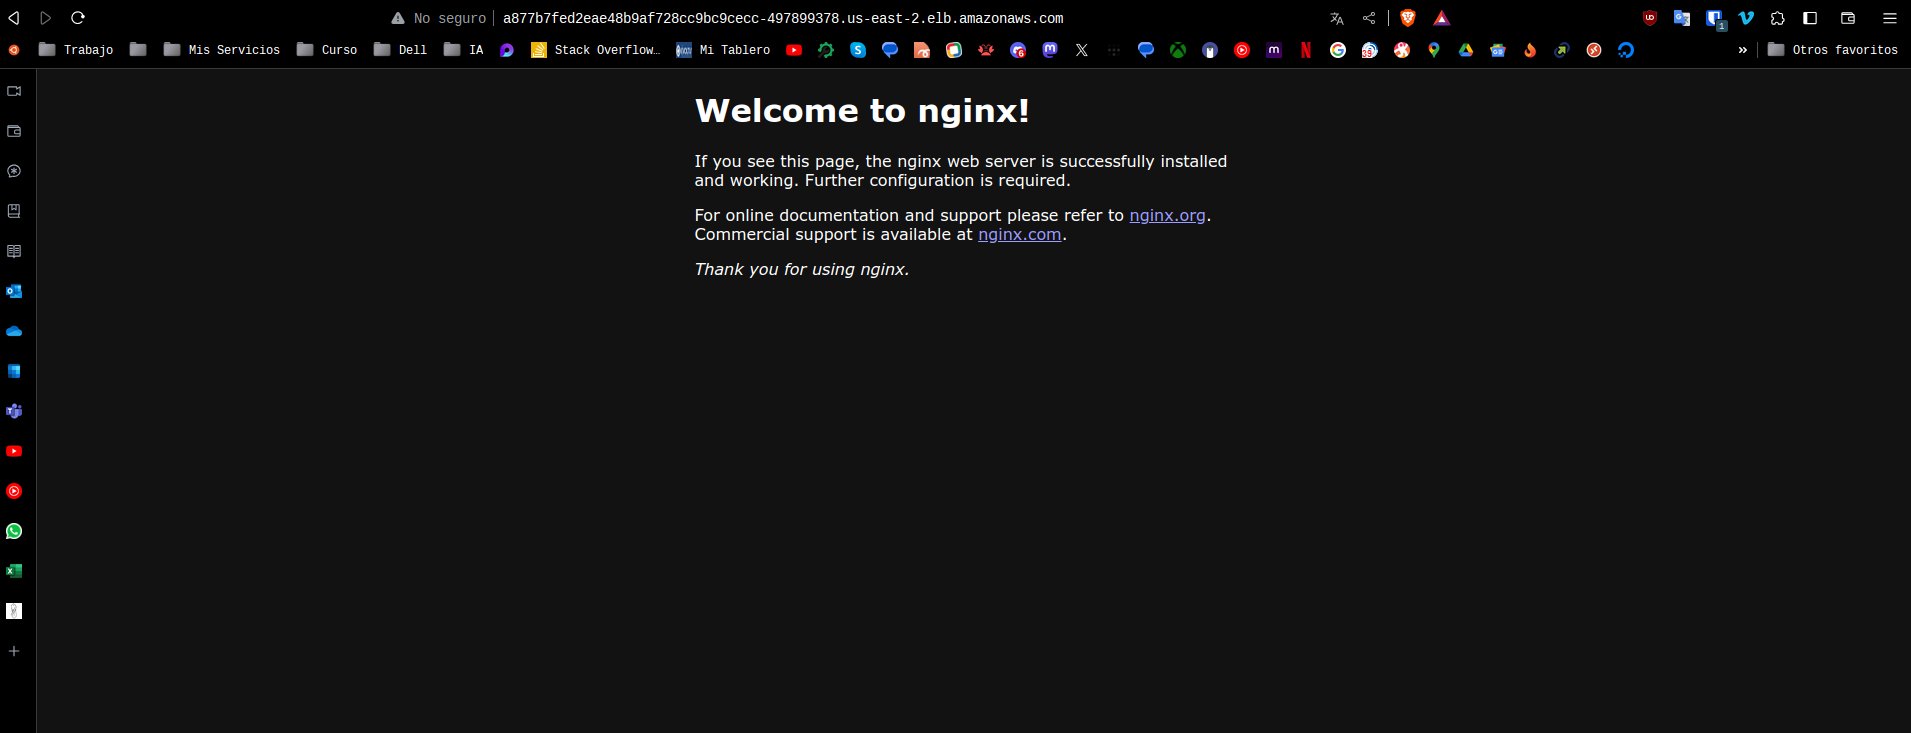 No seguro a877b7fed2eae48b9af728cc9bc9cecc-497899378.us-east-2.elb.amazonaws.com
1
Trabajo Mis Servicios Curso Dell IA Stack Overflow… Mi Tablero » Otros favoritos
Welcome to nginx!
If you see this page, the nginx web server is successfully installed
and working. Further configuration is required.
For online documentation and support please refer to nginx.org.
Commercial support is available at nginx.com.
Thank you for using nginx.